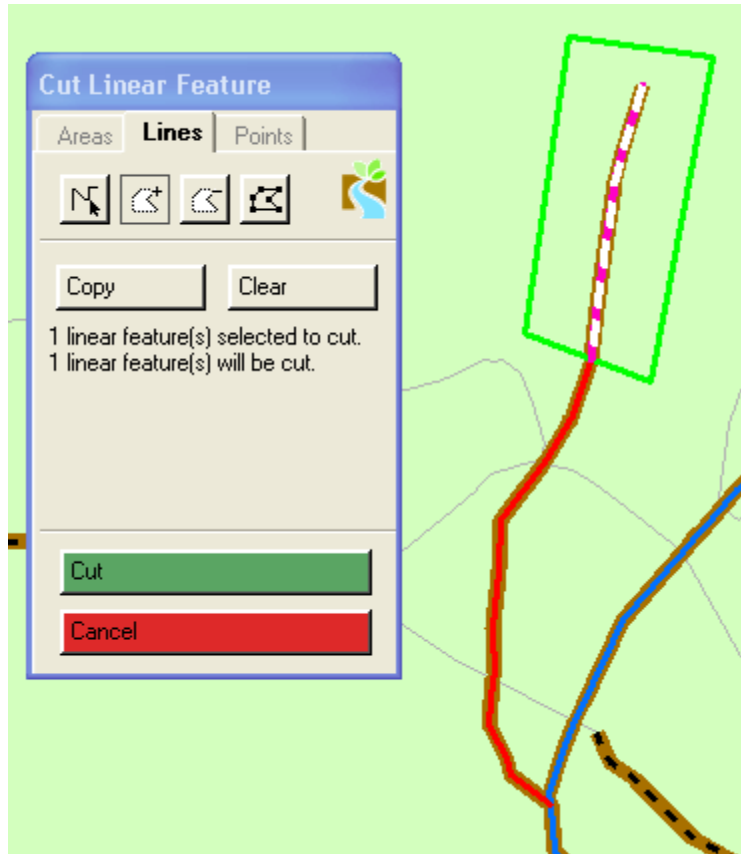 Cut Linear Feature
Areas Lines Points
Copy Clear
1 linear feature(s) selected to cut.
1 linear feature(s) will be cut.
Cut
Cancel